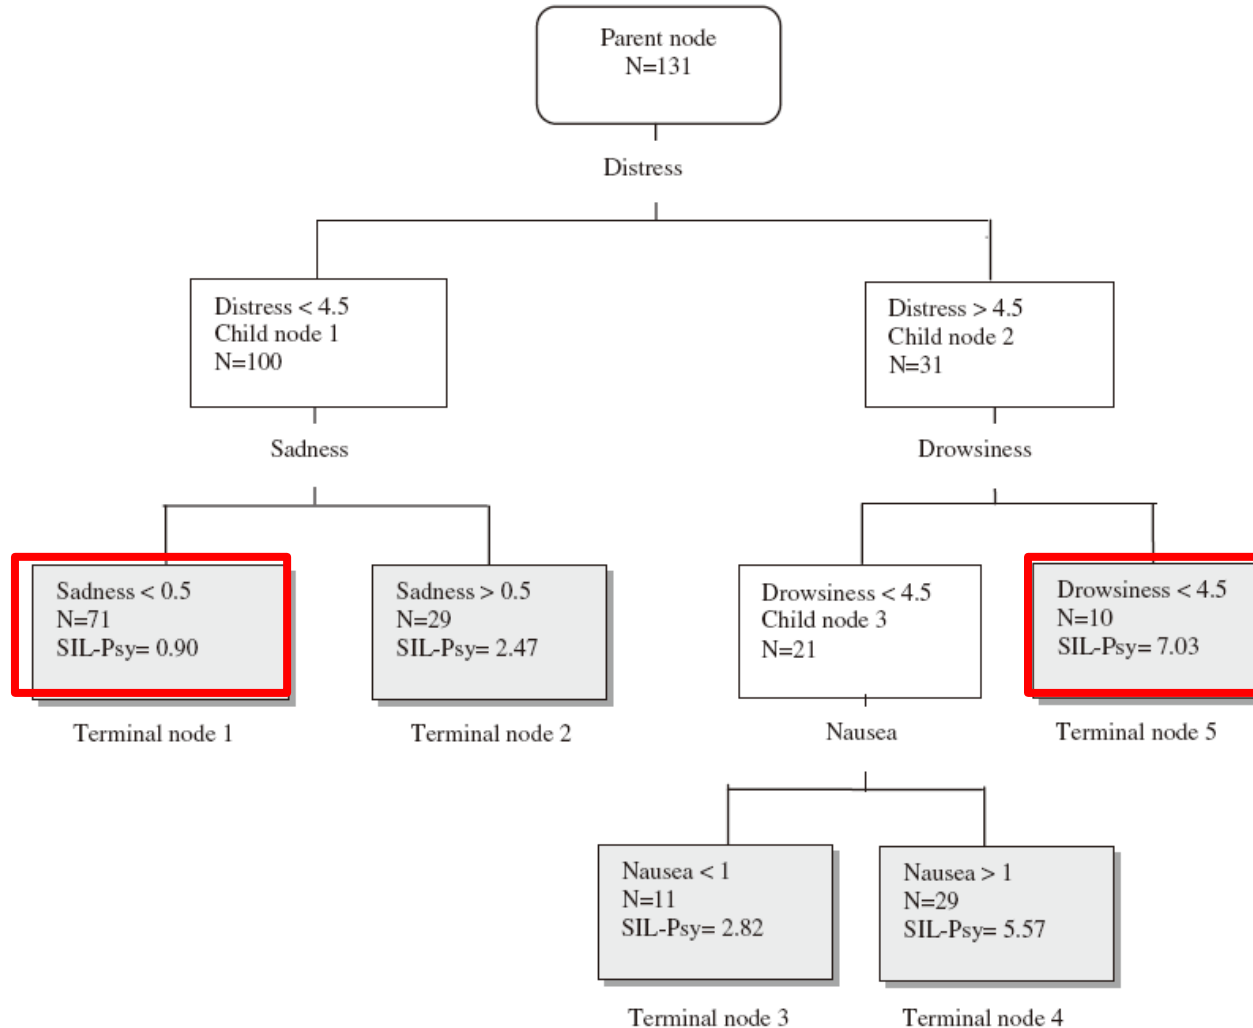 Parent node
N=131
Distress
Distress < 4.5
Child node 1
N=100
Distress > 4.5
Child node 2
N=31
Sadness
Drowsiness
Sadness < 0.5
N=71
SIL-Psy= 0.90
Sadness > 0.5
N=29
SIL-Psy= 2.47
Drowsiness < 4.5
Child node 3
N=21
Drowsiness < 4.5
N=10
SIL-Psy= 7.03
Terminal node 1
Terminal node 2
Nausea
Terminal node 5
Nausea < 1
N=11
SIL-Psy= 2.82
Nausea > 1
N=29
SIL-Psy= 5.57
Terminal node 3
Terminal node 4